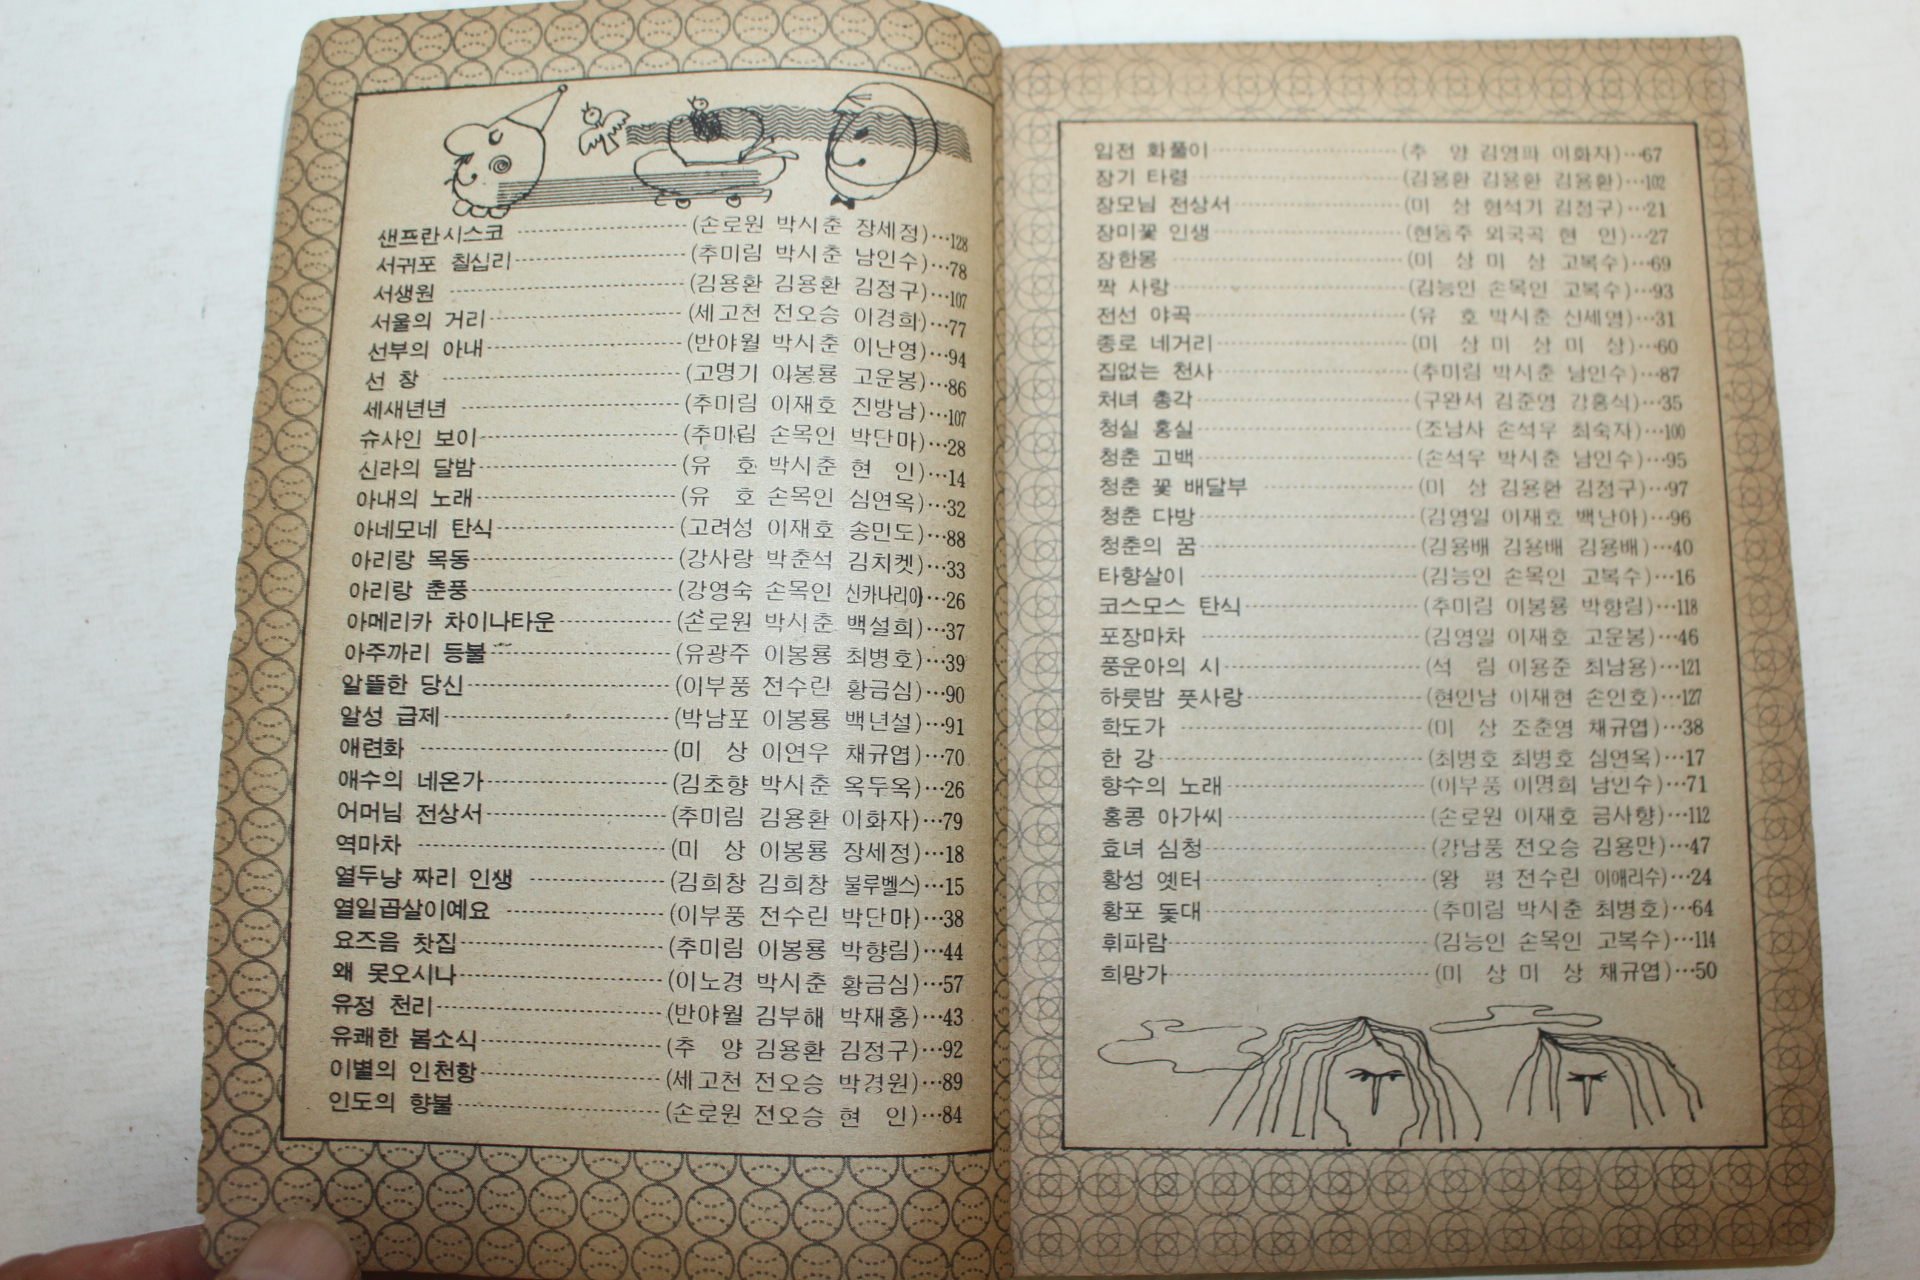 샌프란시스코 (손로원 박시춘 장세정)…128
서귀포 칠십리 (추미림 박시춘 남인수)…78
서생원 (김용환 김용환 김정구)…107
서울의 거리 (세고천 전오승 이경희)…77
선부의 아내 (반야월 박시춘 이난영)…94
선 창 (고명기 이봉룡 고운봉)…86
세세년년 (추미림 이재호 진방남)…107
슈사인 보이 (추미림 손목인 박단마)…28
신라의 달밤 (유 호 박시춘 현 인)…14
아내의 노래 (유 호 손목인 심연옥)…32
아네모네 탄식 (고려성 이재호 송민도)…88
아리랑 목동 (강사랑 박춘석 김치켓)…33
아리랑 춘풍 (강영숙 손목인 신카나리아)…26
아메리카 차이나타운 (손로원 박시춘 백설희)…37
아주까리 등불 (유광주 이봉룡 최병호)…39
알뜰한 당신 (이부풍 전수린 황금심)…90
알성 급제 (박남포 이봉룡 백년설)…91
애련화 (미 상 이연우 채규엽)…70
애수의 네온가 (김초향 박시춘 옥두옥)…26
어머님 전상서 (추미림 김용환 이화자)…79
역마차 (미 상 이봉룡 장세정)…18
열두냥 짜리 인생 (김희창 김희창 불루벨스)…15
열일곱살이예요 (이부풍 전수린 박단마)…38
요즈음 찻집 (추미림 이봉룡 박향림)…44
왜 못오시나 (이노경 박시춘 황금심)…57
유정 천리 (반야월 김부해 박재홍)…43
유쾌한 봄소식 (추 양 김용환 김정구)…92
이별의 인천항 (세고천 전오승 박경원)…89
인도의 향불 (손로원 전오승 현 인)…84
입전 화풀이 (추 양 김영파 이화자)…67
장기 타령 (김용환 김용환 김용환)…102
장모님 전상서 (미 상 형석기 김정구)…21
장미꽃 인생 (현동주 외국곡 현 인)…27
장한몽 (미 상 미 상 고복수)…69
짝 사랑 (김능인 손목인 고복수)…93
전선 야곡 (유 호 박시춘 신세영)…31
종로 네거리 (미 상 미 상 미 상)…60
집없는 천사 (추미림 박시춘 남인수)…87
처녀 총각 (구완서 김준영 강홍식)…35
청실 홍실 (조남사 손석우 최숙자)…100
청춘 고백 (손석우 박시춘 남인수)…95
청춘 꽃 배달부 (미 상 김용환 김정구)…97
청춘 다방 (김영일 이재호 백난아)…96
청춘의 꿈 (김용배 김용배 김용배)…40
타향살이 (김능인 손목인 고복수)…16
코스모스 탄식 (추미림 이봉룡 박향림)…118
포장마차 (김영일 이재호 고운봉)…46
풍운아의 시 (석 림 이용준 최남용)…121
하룻밤 풋사랑 (현인남 이재현 손인호)…127
학도가 (미 상 조춘영 채규엽)…38
한 강 (최병호 최병호 심연옥)…17
향수의 노래 (이부풍 이명희 남인수)…71
홍콩 아가씨 (손로원 이재호 금사향)…112
효녀 심청 (강남풍 전오승 김용만)…47
황성 옛터 (왕 평 전수린 이애리수)…24
황포 돛대 (추미림 박시춘 최병호)…64
휘파람 (김능인 손목인 고복수)…114
희망가 (미 상 미 상 채규엽)…50